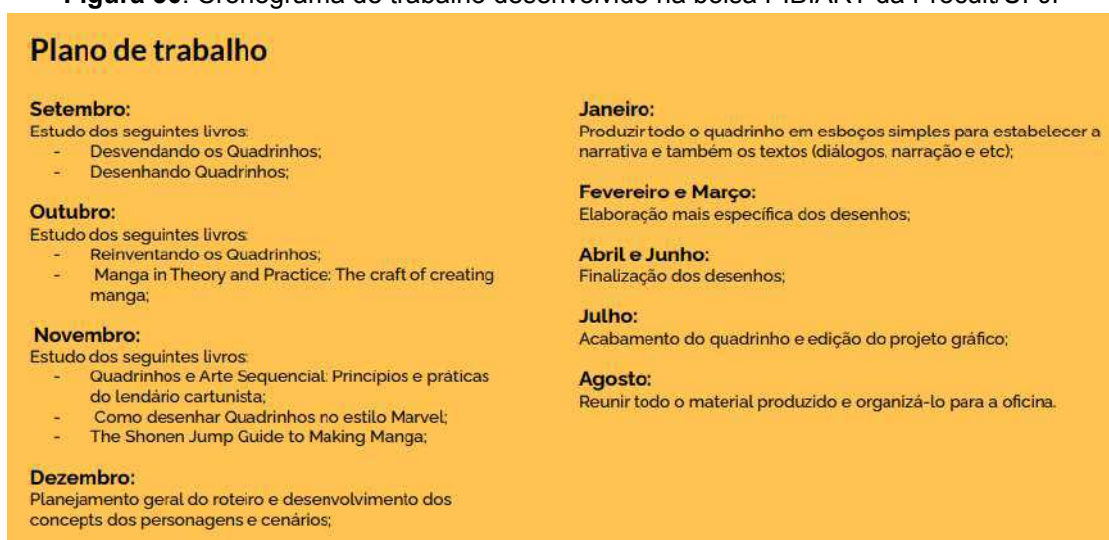 Plano de trabalho
Setembro:
Estudo dos seguintes livros:
- Desvendando os Quadrinhos;
- Desenhando Quadrinhos;
Outubro:
Estudo dos seguintes livros:
- Reinventando os Quadrinhos;
- Manga in Theory and Practice: The craft of creating
manga;
Novembro:
Estudo dos seguintes livros:
- Quadrinhos e Arte Sequencial: Princípios e práticas
do lendário cartunista;
- Como desenhar Quadrinhos no estilo Marvel;
- The Shonen Jump Guide to Making Manga;
Dezembro:
Planejamento geral do roteiro e desenvolvimento dos
concepts dos personagens e cenários;
Janeiro:
Produzir todo o quadrinho em esboços simples para estabelecer a
narrativa e também os textos (diálogos, narração e etc);
Fevereiro e Março:
Elaboração mais específica dos desenhos;
Abril e Junho:
Finalização dos desenhos;
Julho:
Acabamento do quadrinho e edição do projeto gráfico;
Agosto:
Reunir todo o material produzido e organizá-lo para a oficina.